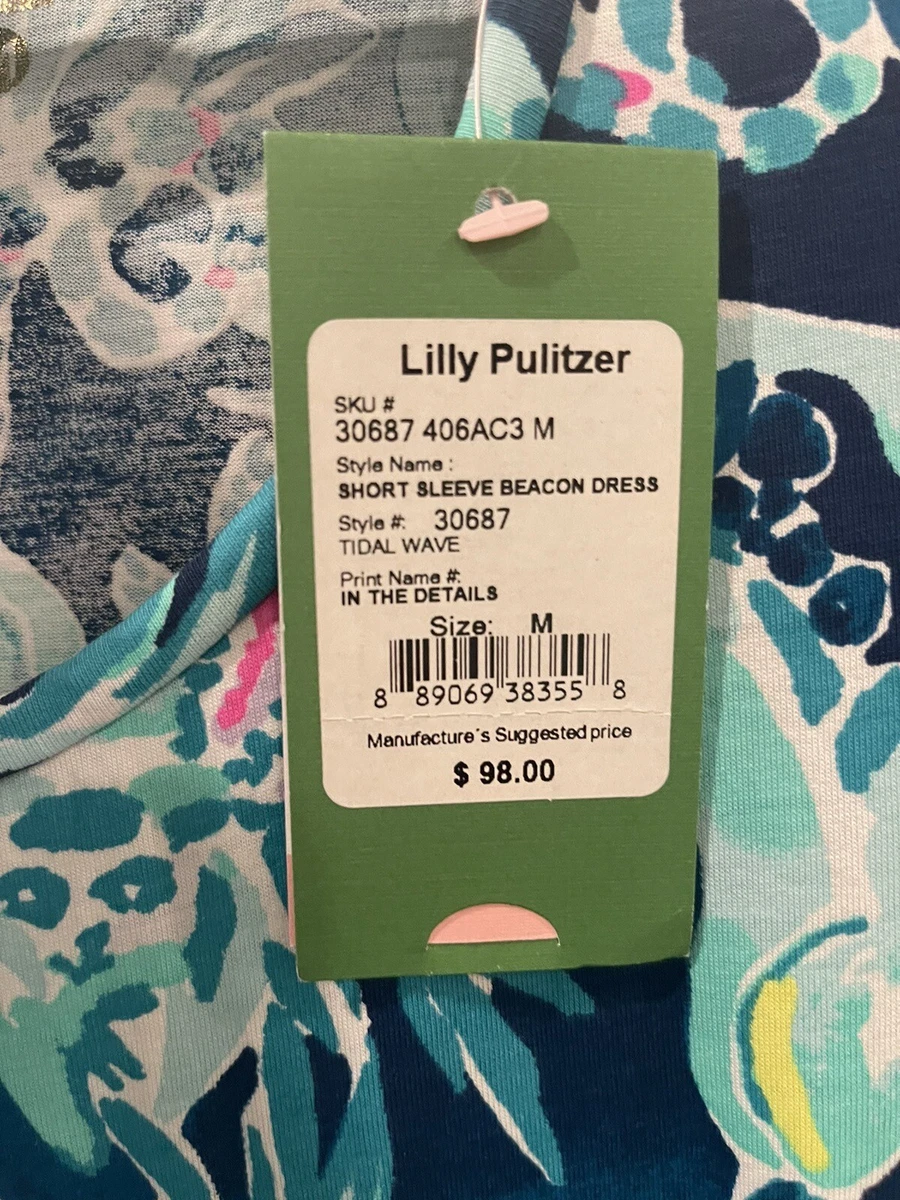 Lilly Pulitzer
SKU #
30687 406AC3 M
Style Name :
SHORT SLEEVE BEACON DRESS
Style #: 30687
TIDAL WAVE
Print Name #:
IN THE DETAILS
Size: M
8 89069 38355 8
Manufacture's Suggested price
$ 98.00